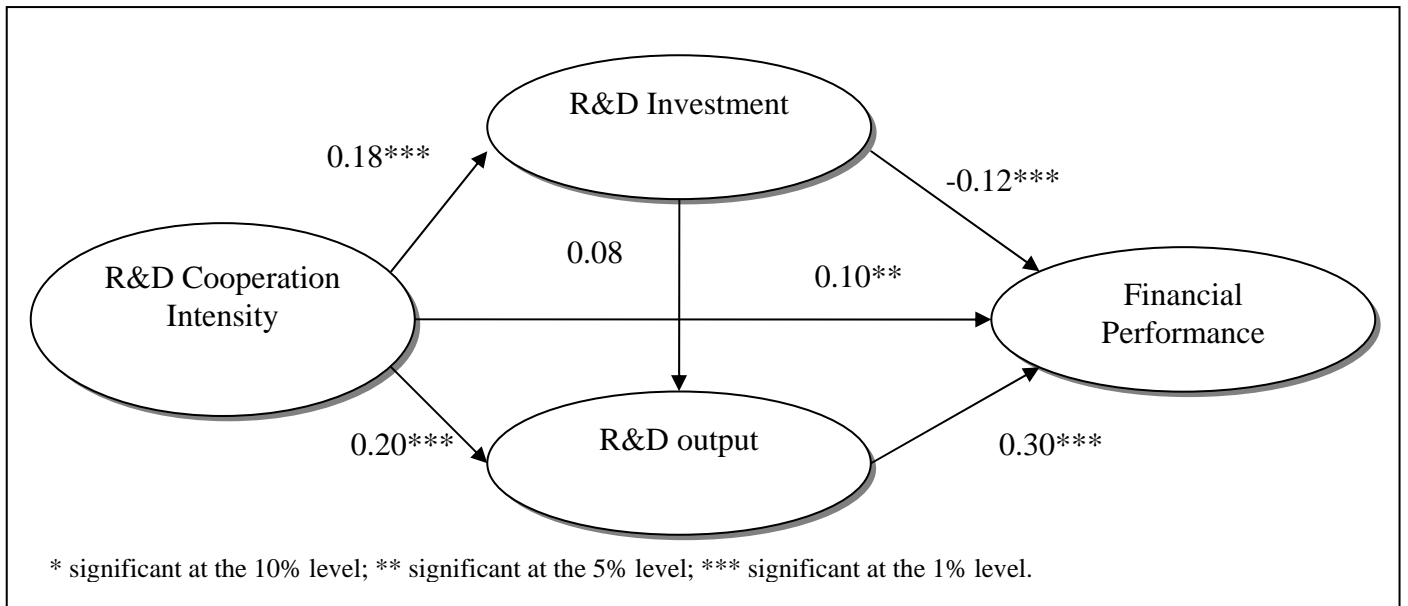 R&D Investment
0.18***
-0.12***
R&D Cooperation
Intensity
0.08
0.10**
Financial
Performance
R&D output
0.20***
0.30***
* significant at the 10% level; ** significant at the 5% level; *** significant at the 1% level.